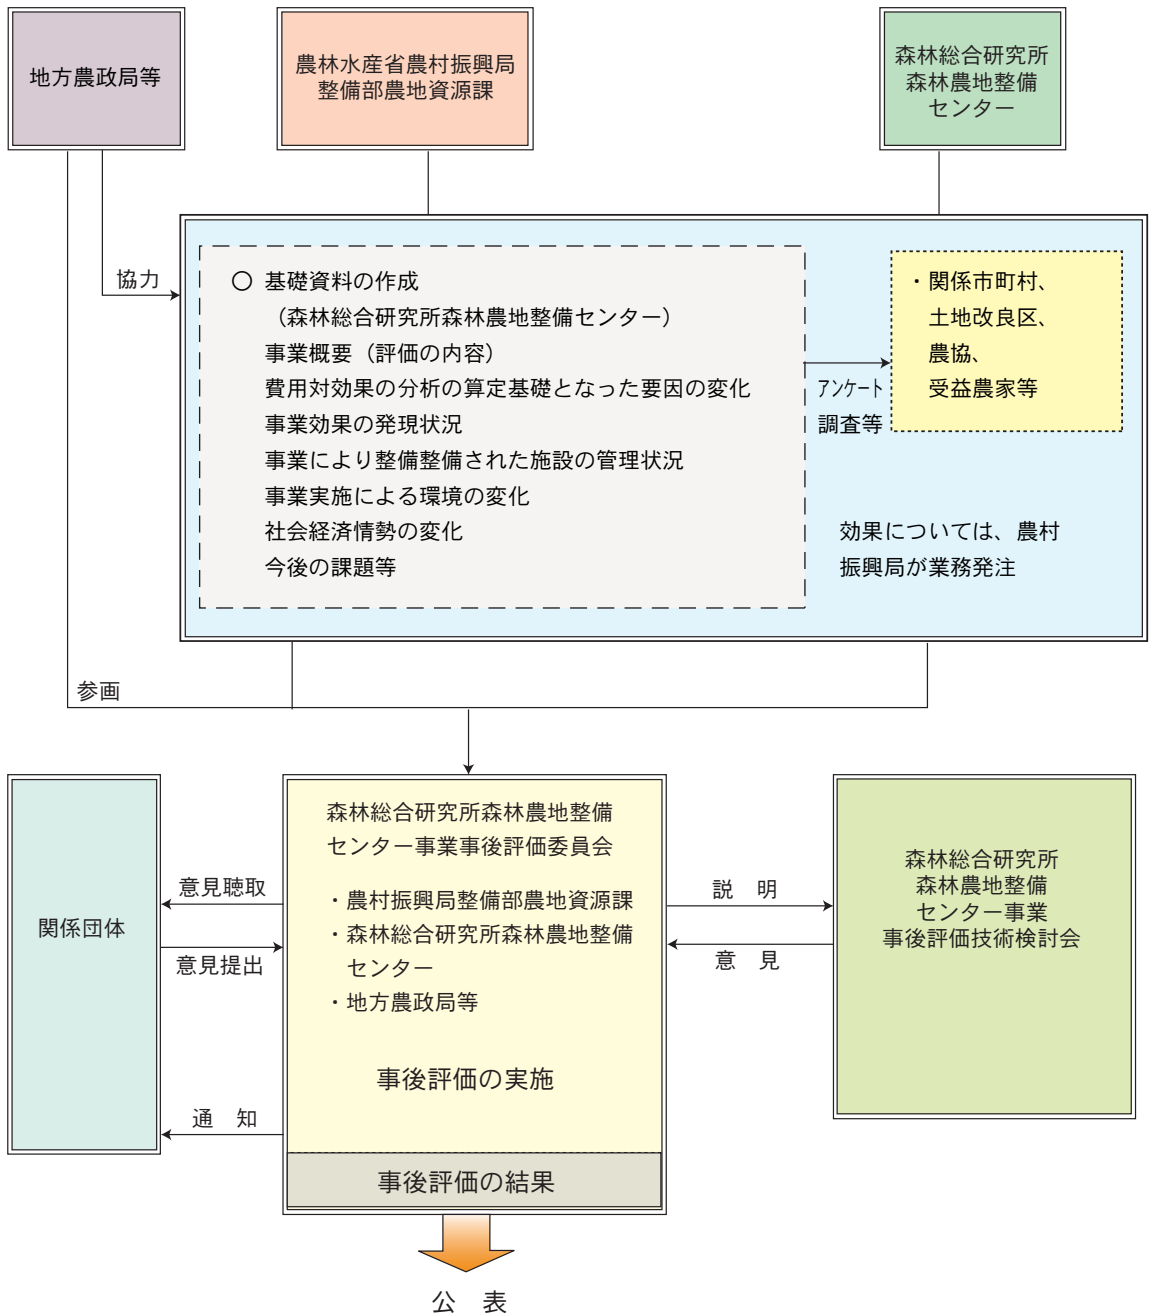 地方農政局等
農林水産省農村振興局
整備部農地資源課
森林総合研究所
森林農地整備
センター
協力
○ 基礎資料の作成
（森林総合研究所森林農地整備センター）
事業概要（評価の内容）
費用対効果の分析の算定基礎となった要因の変化
事業効果の発現状況
事業により整備整備された施設の管理状況
事業実施による環境の変化
社会経済情勢の変化
今後の課題等
アンケート
調査等
・関係市町村、
土地改良区、
農協、
受益農家等
効果については、農村
振興局が業務発注
参画
関係団体
意見聴取
意見提出
通　知
森林総合研究所森林農地整備
センター事業事後評価委員会
・農村振興局整備部農地資源課
・森林総合研究所森林農地整備
センター
・地方農政局等
事後評価の実施
事後評価の結果
説　明
意　見
森林総合研究所
森林農地整備
センター事業
事後評価技術検討会
公　表